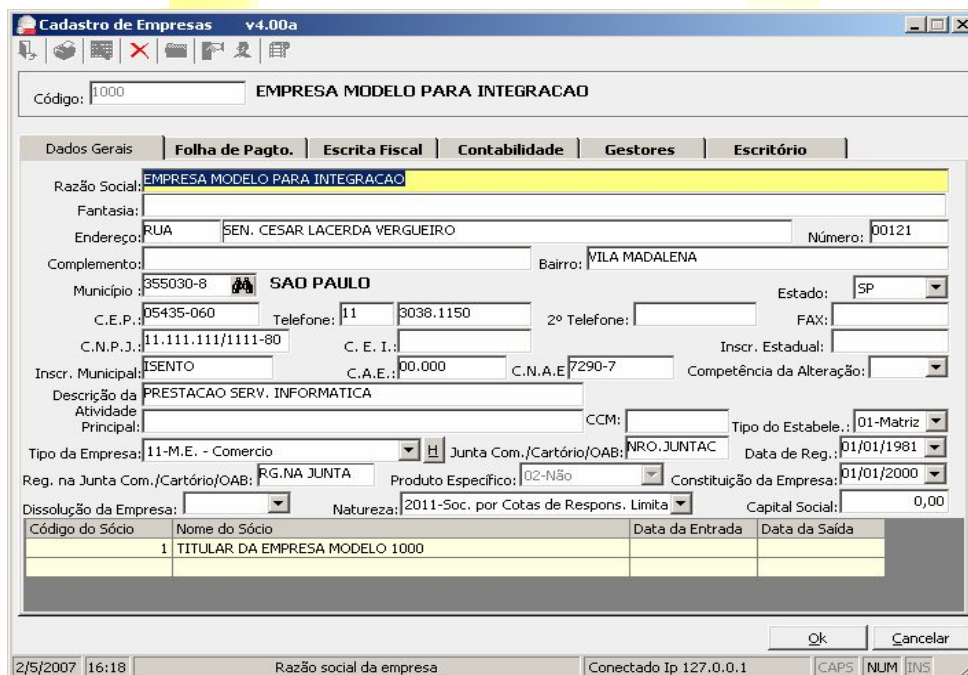 Cadastro de Empresas v4.00a
Código: 1000 EMPRESA MODELO PARA INTEGRACAO
Dados Gerais Folha de Pagto. Escrita Fiscal Contabilidade Gestores Escritório
Razão Social: EMPRESA MODELO PARA INTEGRACAO
Fantasia:
Endereço: RUA SEN. CESAR LACERDA VERGUEIRO Número: 00121
Complemento: Bairro: VILA MADALENA
Município : 355030-8 SAO PAULO Estado: SP
C.E.P.: 05435-060 Telefone: 11 3038.1150 2º Telefone: FAX:
C.N.P.J.: 11.111.111/1111-80 C. E. I.: Inscr. Estadual:
Inscr. Municipal: ISENTO C.A.E.: 00.000 C.N.A.E 7290-7 Competência da Alteração:
Descrição da Atividade Principal: PRESTACAO SERV. INFORMATICA
CCM: Tipo do Estabele.: 01-Matriz
Tipo da Empresa: 11-M.E. - Comercio H Junta Com./Cartório/OAB: NRO.JUNTAC Data de Reg.: 01/01/1981
Reg. na Junta Com./Cartório/OAB: RG.NA JUNTA Produto Específico: 02-Não Constituição da Empresa: 01/01/2000
Dissolução da Empresa: Natureza: 2011-Soc. por Cotas de Respons. Limita Capital Social: 0,00
Código do Sócio Nome do Sócio Data da Entrada Data da Saída
1 TITULAR DA EMPRESA MODELO 1000
Ok Cancelar
2/5/2007 16:18 Razão social da empresa Conectado Ip 127.0.0.1 CAPS NUM INS